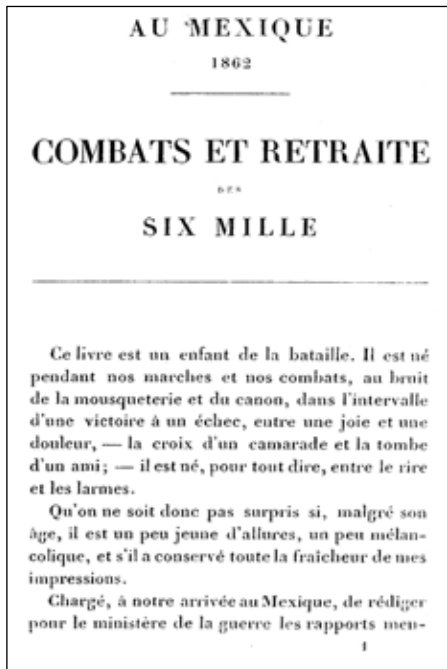 AU MEXIQUE
1862
COMBATS ET RETRAITE
DES
SIX MILLE
Ce livre est un enfant de la bataille. Il est né
pendant nos marches et nos combats, au bruit
de la mousqueterie et du canon, dans l'intervalle
d'une victoire à un échec, entre une joie et une
douleur, — la croix d'un camarade et la tombe
d'un ami; — il est né, pour tout dire, entre le rire
et les larmes.
Qu'on ne soit donc pas surpris si, malgré son
âge, il est un peu jeune d'allures, un peu mélan-
colique, et s'il a conservé toute la fraîcheur de mes
impressions.
Chargé, à notre arrivée au Mexique, de rédiger
pour le ministère de la guerre les rapports men-
1